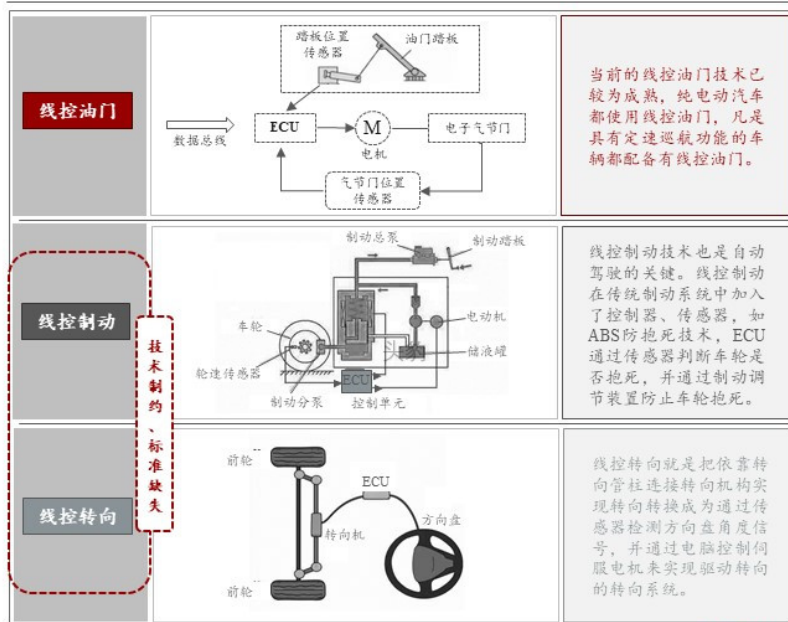 线控油门
踏板位置
传感器
油门踏板
数据总线
ECU
M
电机
电子气节门
气节门位置
传感器
当前的线控油门技术已
较为成熟，纯电动汽车
都使用线控油门，凡是
具有定速巡航功能的车
辆都配备有线控油门。
线控制动
制动总泵
制动踏板
车轮
电动机
轮速传感器
储液罐
ECU
制动分泵
控制单元
线控制动技术也是自动
驾驶的关键。线控制动
在传统制动系统中加入
了控制器、传感器，如
ABS防抱死技术，ECU
通过传感器判断车轮是
否抱死，并通过制动调
节装置防止车轮抱死。
技术制约、标准缺失
线控转向
前轮
ECU
转向机
方向盘
前轮
线控转向就是把依靠转
向管柱连接转向机构实
现转向转换成为通过传
感器检测方向盘角度信
号，并通过电脑控制伺
服电机来实现驱动转向
的转向系统。